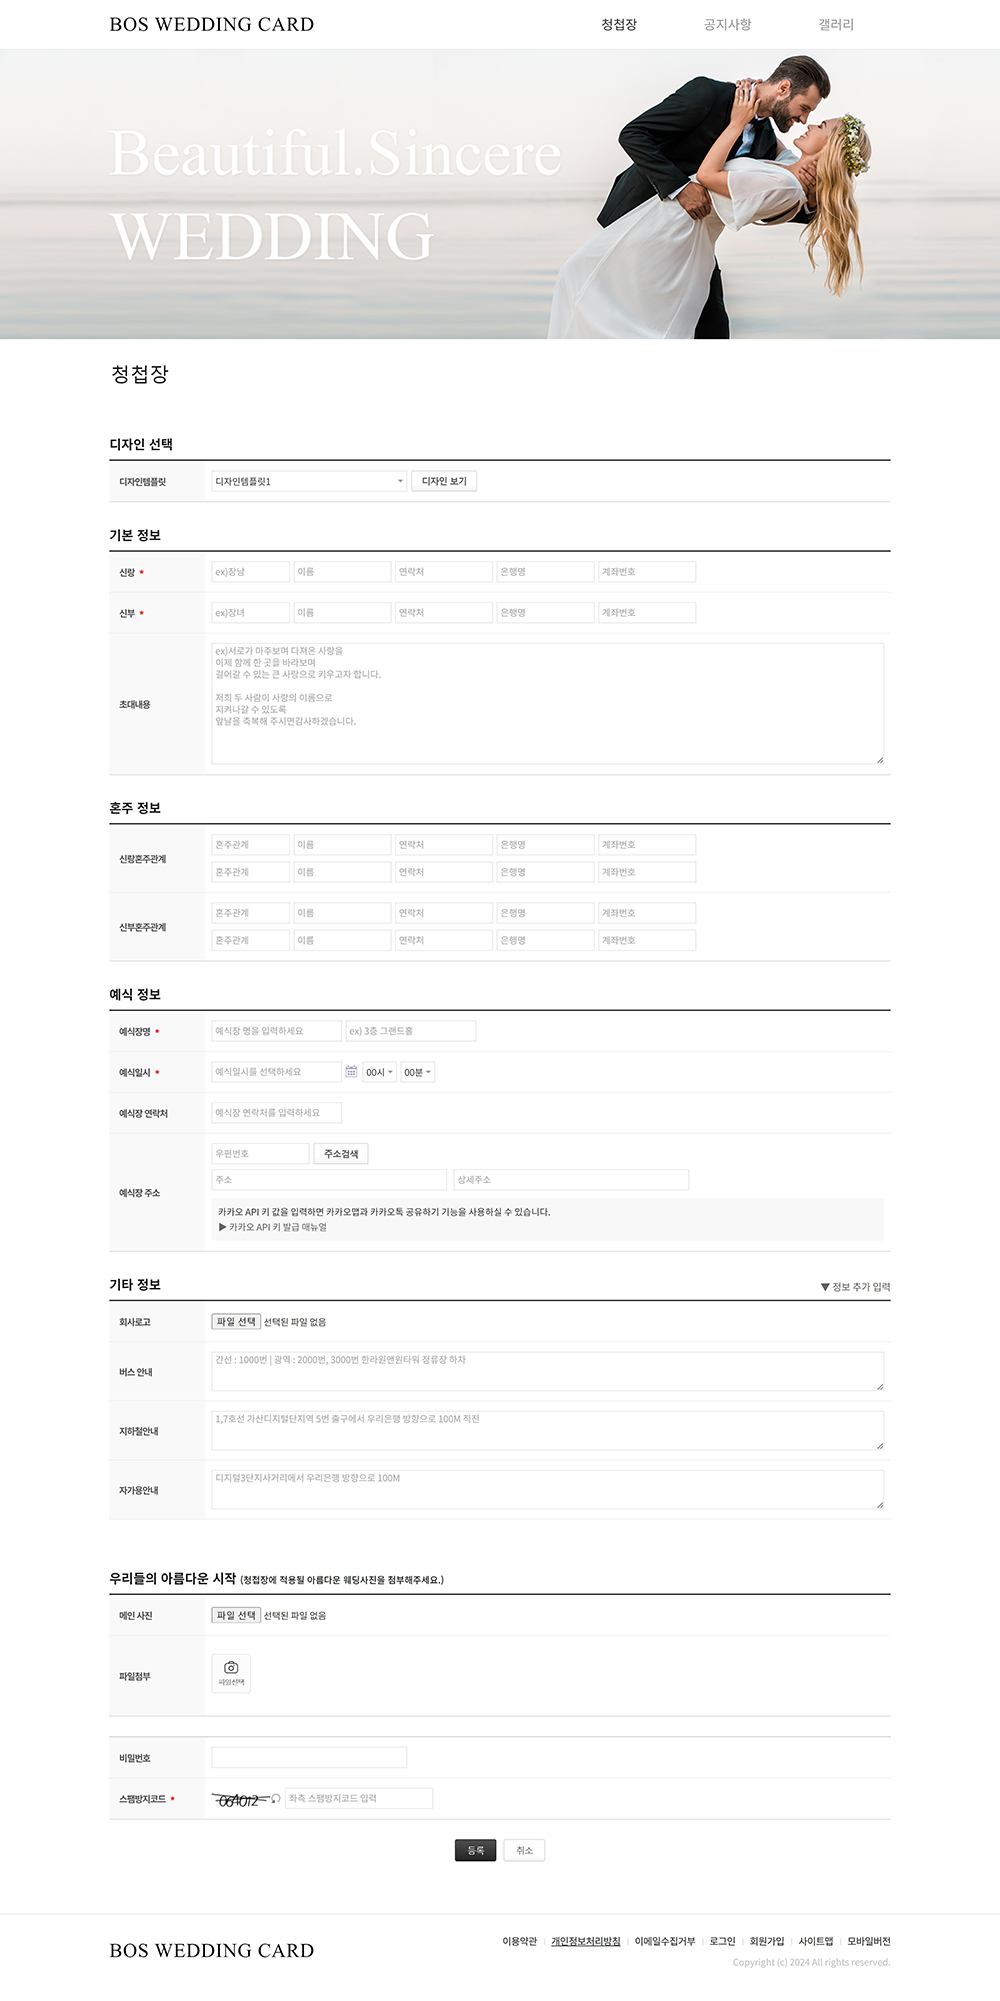 BOS WEDDING CARD
청첩장 공지사항 갤러리
Beautiful.Sincere
WEDDING
청첩장
디자인 선택
디자인템플릿 디자인템플릿1 디자인 보기
기본 정보
신랑 * ex)장남 이름 연락처 은행명 계좌번호
신부 * ex)장녀 이름 연락처 은행명 계좌번호
초대내용
ex)서로가 마주보며 다져온 사랑을
이제 함께 한 곳을 바라보며
걸어갈 수 있는 큰 사랑으로 키우고자 합니다.
저희 두 사람이 사랑의 이름으로
지켜나갈 수 있도록
앞날을 축복해 주시면감사하겠습니다.
혼주 정보
신랑혼주관계
혼주관계 이름 연락처 은행명 계좌번호
혼주관계 이름 연락처 은행명 계좌번호
신부혼주관계
혼주관계 이름 연락처 은행명 계좌번호
혼주관계 이름 연락처 은행명 계좌번호
예식 정보
예식장명 * 예식장 명을 입력하세요 ex) 3층 그랜드홀
예식일시 * 예식일시를 선택하세요 00시 00분
예식장 연락처 예식장 연락처를 입력하세요
예식장 주소
우편번호 주소검색
주소 상세주소
카카오 API 키 값을 입력하면 카카오맵과 카카오톡 공유하기 기능을 사용하실 수 있습니다.
▶ 카카오 API 키 발급 매뉴얼
기타 정보 ▼ 정보 추가 입력
회사로고 파일 선택 선택된 파일 없음
버스 안내 간선 : 1000번 | 광역 : 2000번, 3000번 한라원앤원타워 정류장 하차
지하철안내 1,7호선 가산디지털단지역 5번 출구에서 우리은행 방향으로 100M 직진
자가용안내 디지털3단지사거리에서 우리은행 방향으로 100M
우리들의 아름다운 시작 (청첩장에 적용될 아름다운 웨딩사진을 첨부해주세요.)
메인 사진 파일 선택 선택된 파일 없음
파일첨부 파일선택
비밀번호
스팸방지코드 * 좌측 스팸방지코드 입력
등록 취소
BOS WEDDING CARD
이용약관 개인정보처리방침 이메일수집거부 로그인 회원가입 사이트맵 모바일버전
Copyright (c) 2024 All rights reserved.